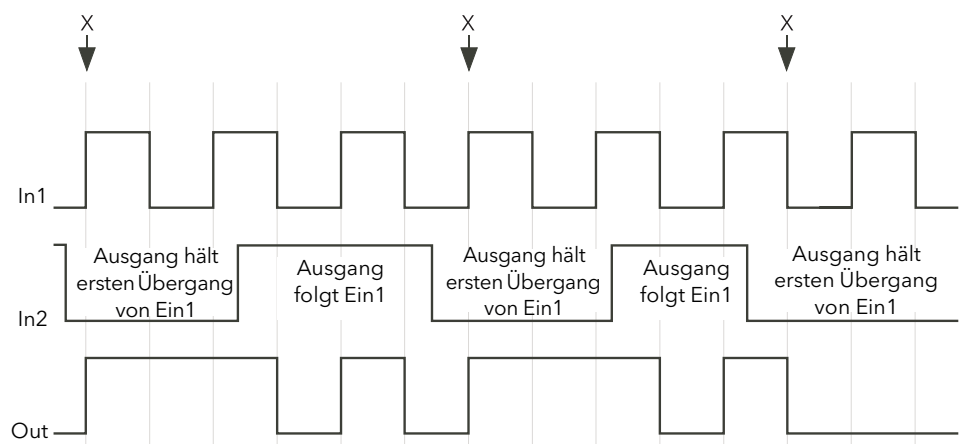 X
X
X
In1
Ausgang hält
ersten Übergang
von Ein1
Ausgang
folgt Ein1
Ausgang hält
ersten Übergang
von Ein1
Ausgang
folgt Ein1
Ausgang hält
ersten Übergang
von Ein1
In2
Out